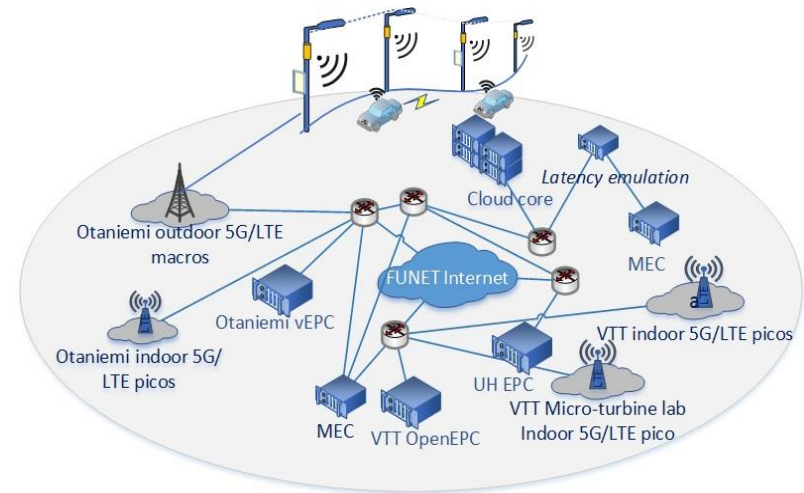 Latency emulation
Cloud core
Otaniemi outdoor 5G/LTE
macros
MEC
FUNET Internet
a
Otaniemi vEPC
VTT indoor 5G/LTE picos
Otaniemi indoor 5G/
LTE picos
UH EPC
MEC
VTT OpenEPC
VTT Micro-turbine lab
Indoor 5G/LTE pico